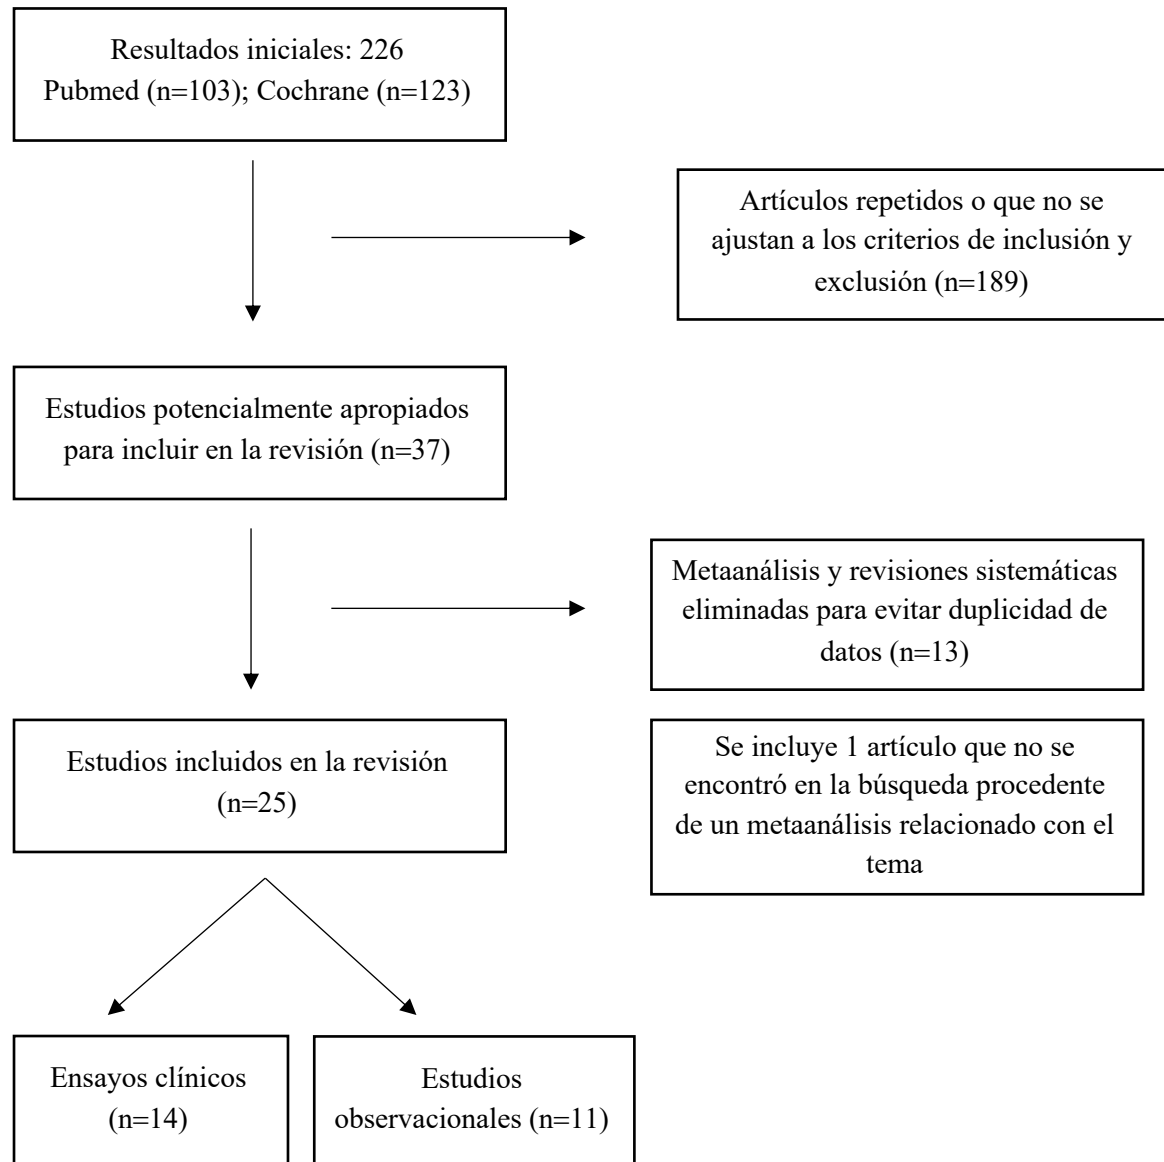 Resultados iniciales: 226
Pubmed (n=103); Cochrane (n=123)
Artículos repetidos o que no se
ajustan a los criterios de inclusión y
exclusión (n=189)
Estudios potencialmente apropiados
para incluir en la revisión (n=37)
Metaanálisis y revisiones sistemáticas
eliminadas para evitar duplicidad de
datos (n=13)
Estudios incluidos en la revisión
(n=25)
Se incluye 1 artículo que no se
encontró en la búsqueda procedente
de un metaanálisis relacionado con el
tema
Ensayos clínicos
(n=14)
Estudios
observacionales (n=11)